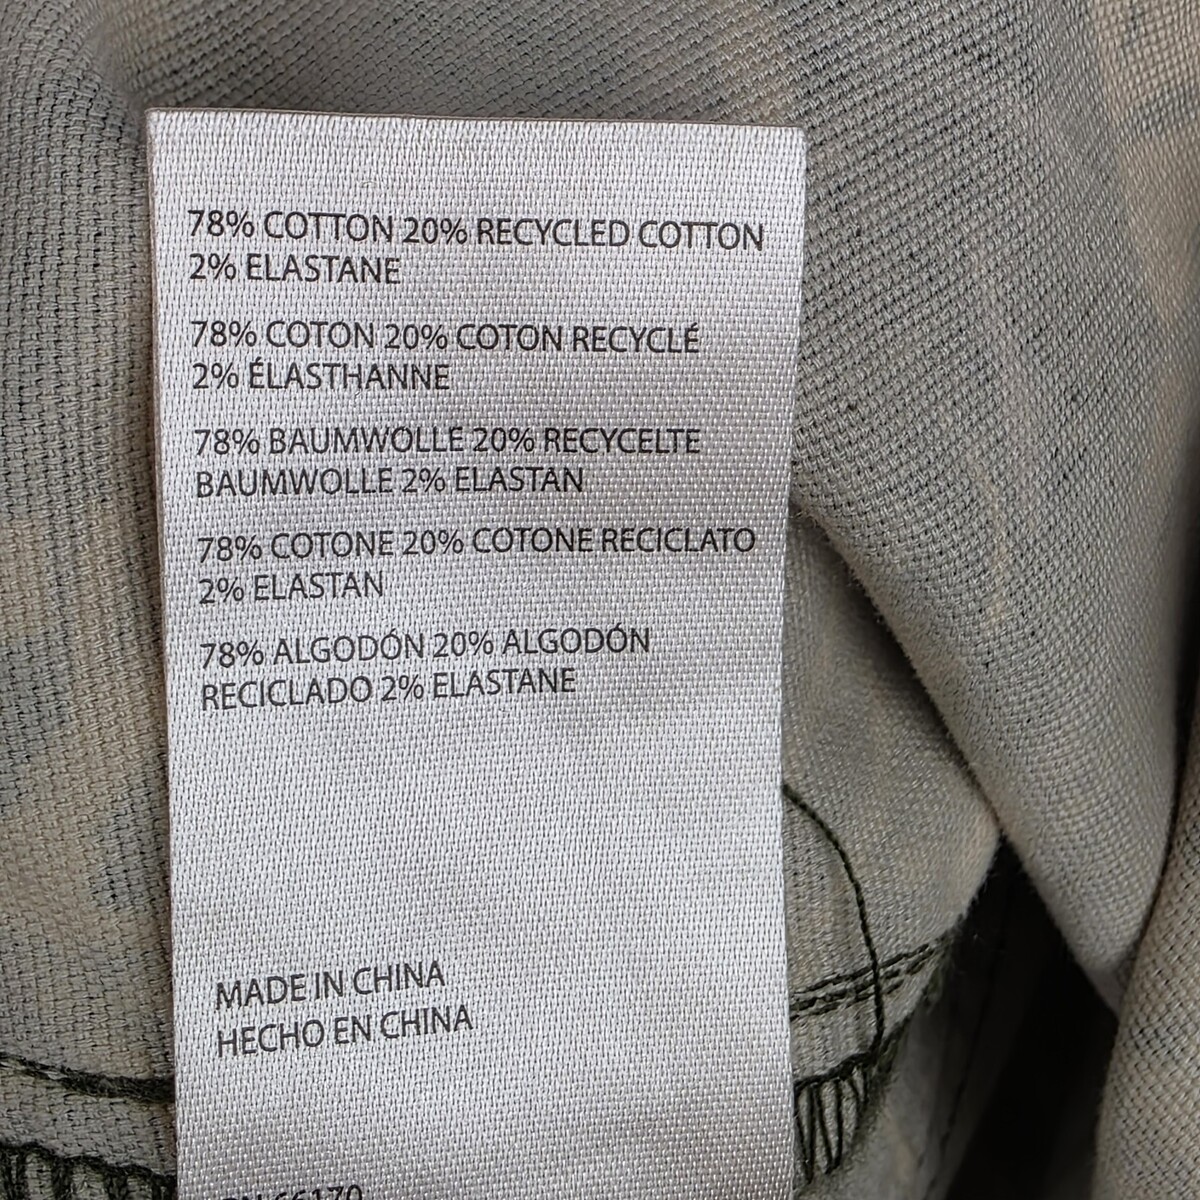 78% COTTON 20% RECYCLED COTTON
2% ELASTANE
78% COTON 20% COTON RECYCLÉ
2% ÉLASTHANNE
78% BAUMWOLLE 20% RECYCELTE
BAUMWOLLE 2% ELASTAN
78% COTONE 20% COTONE RECICLATO
2% ELASTAN
78% ALGODÓN 20% ALGODÓN
RECICLADO 2% ELASTANE
MADE IN CHINA
HECHO EN CHINA